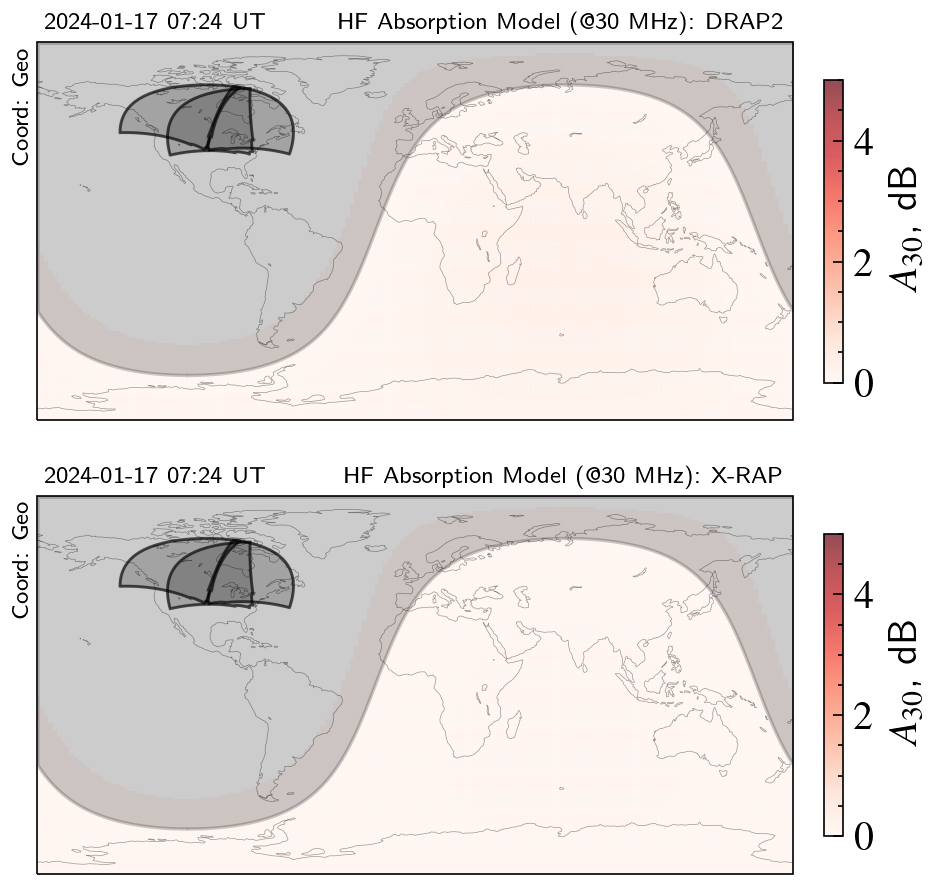 2024-01-17 07:24 UT HF Absorption Model (@30 MHz): DRAP2
Coord: Geo
4
2
0
A30, dB
2024-01-17 07:24 UT HF Absorption Model (@30 MHz): X-RAP
Coord: Geo
4
2
0
A30, dB